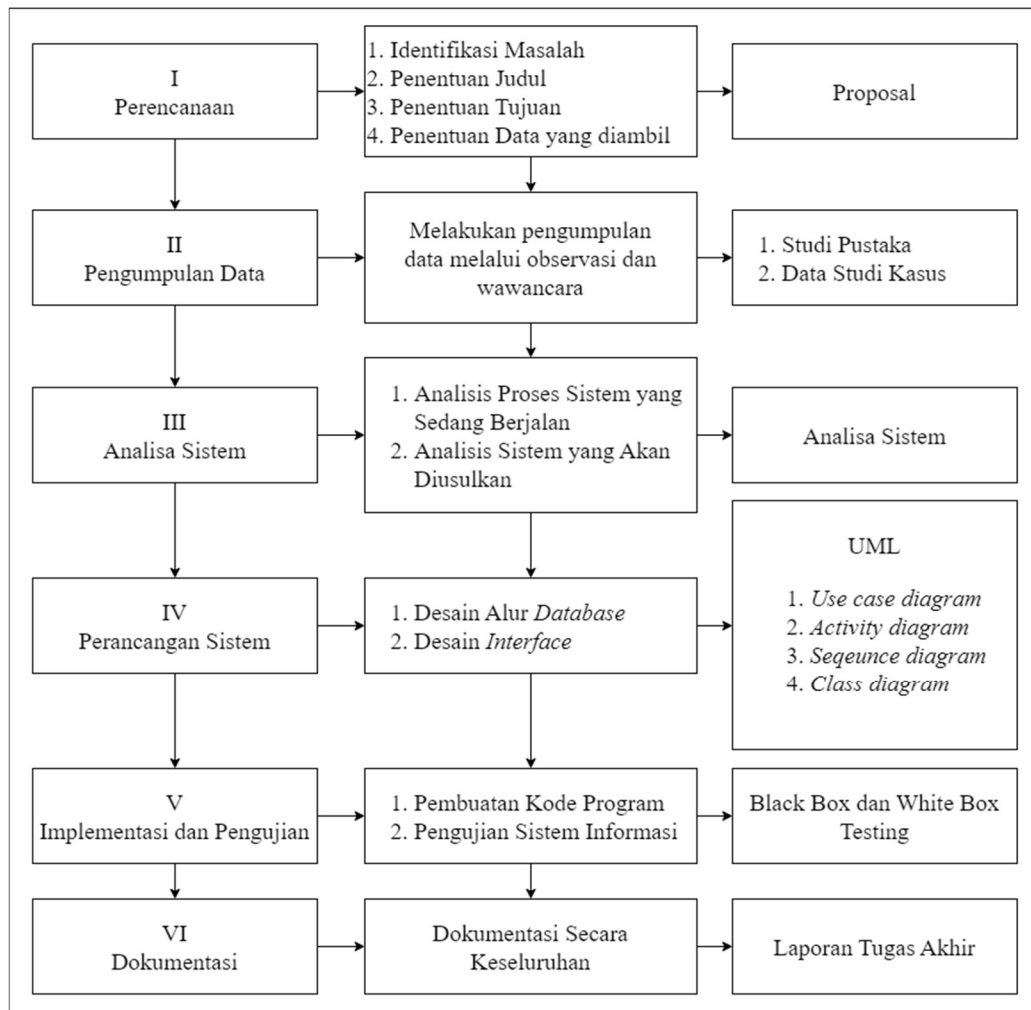 I
Perencanaan
1. Identifikasi Masalah
2. Penentuan Judul
3. Penentuan Tujuan
4. Penentuan Data yang diambil
Proposal
II
Pengumpulan Data
Melakukan pengumpulan
data melalui observasi dan
wawancara
1. Studi Pustaka
2. Data Studi Kasus
III
Analisa Sistem
1. Analisis Proses Sistem yang
Sedang Berjalan
2. Analisis Sistem yang Akan
Diusulkan
Analisa Sistem
IV
Perancangan Sistem
1. Desain Alur Database
2. Desain Interface
UML
1. Use case diagram
2. Activity diagram
3. Seqeunce diagram
4. Class diagram
V
Implementasi dan Pengujian
1. Pembuatan Kode Program
2. Pengujian Sistem Informasi
Black Box dan White Box
Testing
VI
Dokumentasi
Dokumentasi Secara
Keseluruhan
Laporan Tugas Akhir